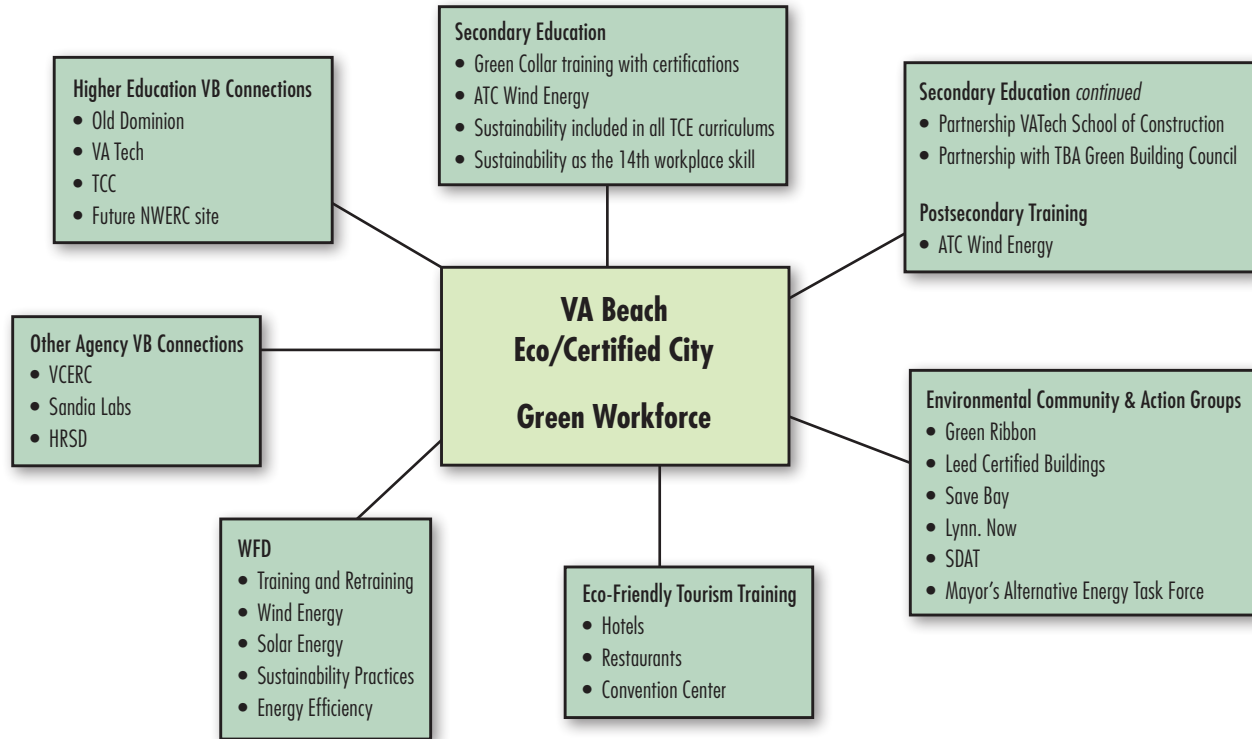 Secondary Education
• Green Collar training with certifications
• ATC Wind Energy
• Sustainability included in all TCE curriculums
• Sustainability as the 14th workplace skill
Higher Education VB Connections
• Old Dominion
• VA Tech
• TCC
• Future NWERC site
Secondary Education continued
• Partnership VATech School of Construction
• Partnership with TBA Green Building Council
Postsecondary Training
• ATC Wind Energy
VA Beach
Eco/Certified City
Green Workforce
Other Agency VB Connections
• VCERC
• Sandia Labs
• HRSD
Environmental Community & Action Groups
• Green Ribbon
• Leed Certified Buildings
• Save Bay
• Lynn. Now
• SDAT
• Mayor’s Alternative Energy Task Force
WFD
• Training and Retraining
• Wind Energy
• Solar Energy
• Sustainability Practices
• Energy Efficiency
Eco-Friendly Tourism Training
• Hotels
• Restaurants
• Convention Center